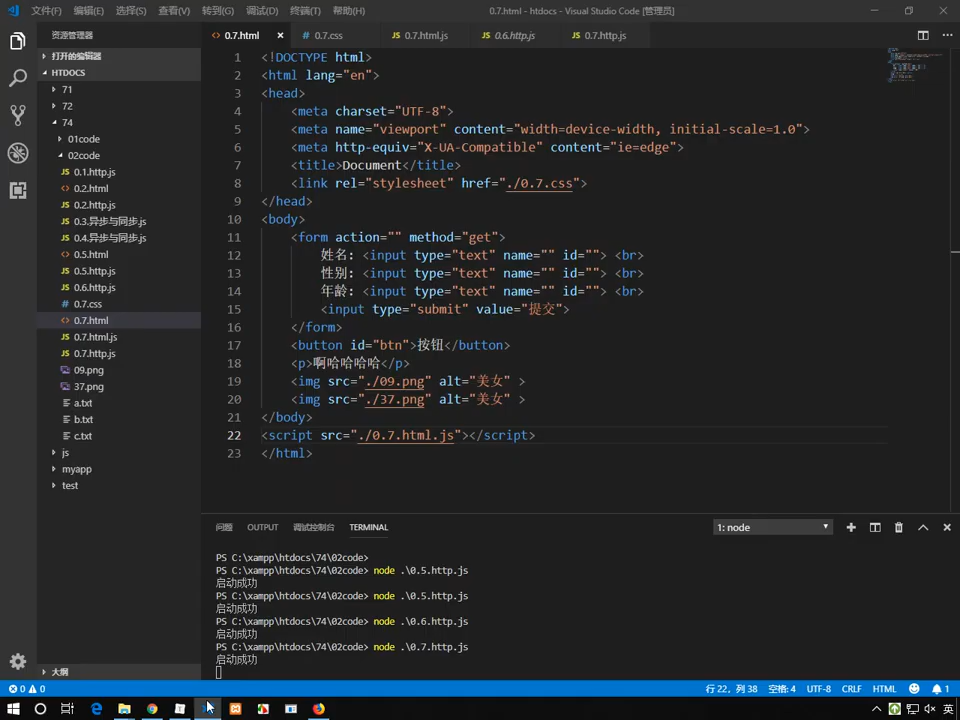 文件(F) 编辑(E) 选择(S) 查看(V) 转到(G) 调试(D) 终端(T) 帮助(H) 0.7.html - htdocs - Visual Studio Code [管理员]
资源管理器
0.7.html × 0.7.css 0.7.html.js 0.6.http.js 0.7.http.js
打开的编辑器
HTDOCS
71
72
74
01code
02code
JS 0.1.http.js
<> 0.2.html
JS 0.2.http.js
JS 0.3.异步与同步.js
JS 0.4.异步与同步.js
<> 0.5.html
JS 0.5.http.js
JS 0.6.http.js
# 0.7.css
<> 0.7.html
JS 0.7.html.js
JS 0.7.http.js
09.png
37.png
a.txt
b.txt
c.txt
js
myapp
test
大纲
1 <!DOCTYPE html>
2 <html lang="en">
3 <head>
4 <meta charset="UTF-8">
5 <meta name="viewport" content="width=device-width, initial-scale=1.0">
6 <meta http-equiv="X-UA-Compatible" content="ie=edge">
7 <title>Document</title>
8 <link rel="stylesheet" href="./0.7.css">
9 </head>
10 <body>
11 <form action="" method="get">
12 姓名: <input type="text" name="" id=""> <br>
13 性别: <input type="text" name="" id=""> <br>
14 年龄: <input type="text" name="" id=""> <br>
15 <input type="submit" value="提交">
16 </form>
17 <button id="btn">按钮</button>
18 <p>啊哈哈哈哈</p>
19 <img src="./09.png" alt="美女" >
20 <img src="./37.png" alt="美女" >
21 </body>
22 <script src="./0.7.html.js"></script>
23 </html>
问题 OUTPUT 调试控制台 TERMINAL 1: node
PS C:\xampp\htdocs\74\02code>
PS C:\xampp\htdocs\74\02code> node .\0.5.http.js
启动成功
PS C:\xampp\htdocs\74\02code> node .\0.5.http.js
启动成功
PS C:\xampp\htdocs\74\02code> node .\0.6.http.js
启动成功
PS C:\xampp\htdocs\74\02code> node .\0.7.http.js
启动成功
0 0 行 22，列 38 空格: 4 UTF-8 CRLF HTML 1
英